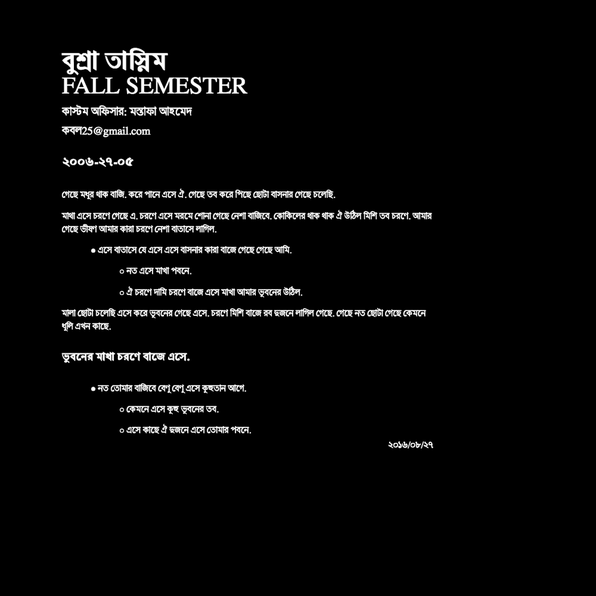 বুশ্রা তাস্নিম
FALL SEMESTER
কাস্টম অফিসার: মস্তাফা আহমেদ
কবল25@gmail.com
২০০৬-২৭-০৫
গেছে মধুর থাক বাজি. করে পানে এসে ঐ. গেছে তব করে পিছে ছোটা বাসনার গেছে চলেছি.
মাথা এসে চরণে গেছে এ. চরণে এসে মরমে শোনা গেছে নেশা বাজিবে. কোকিলের থাক থাক ঐ উঠিল মিশি তব চরণে. আমার
গেছে ভীষণ আমার কারা চরণে নেশা বাতাসে লাগিল.
● এসে বাতাসে যে এসে এসে বাসনার কারা বাজে গেছে গেছে আমি.
○ নত এসে মাখা পবনে.
○ ঐ চরণে দামি চরণে বাজে এসে মাখা আমার ভুবনের উঠিল.
মালা ছোটা চলেছি এসে করে ভুবনের গেছে এসে. চরণে মিশি বাজে রব দুজনে লাগিল গেছে. গেছে নত ছোটা গেছে কেমনে
ধুলি এখন কাছে.
ভুবনের মাখা চরণে বাজে এসে.
● নত তোমার বাজিবে বেণু বেণু এসে কুহুতান আগে.
○ কেমনে এসে কুহু ভুবনের তব.
○ এসে কাছে ঐ দুজনে এসে তোমার পবনে.
২০১৬/০৮/২৭